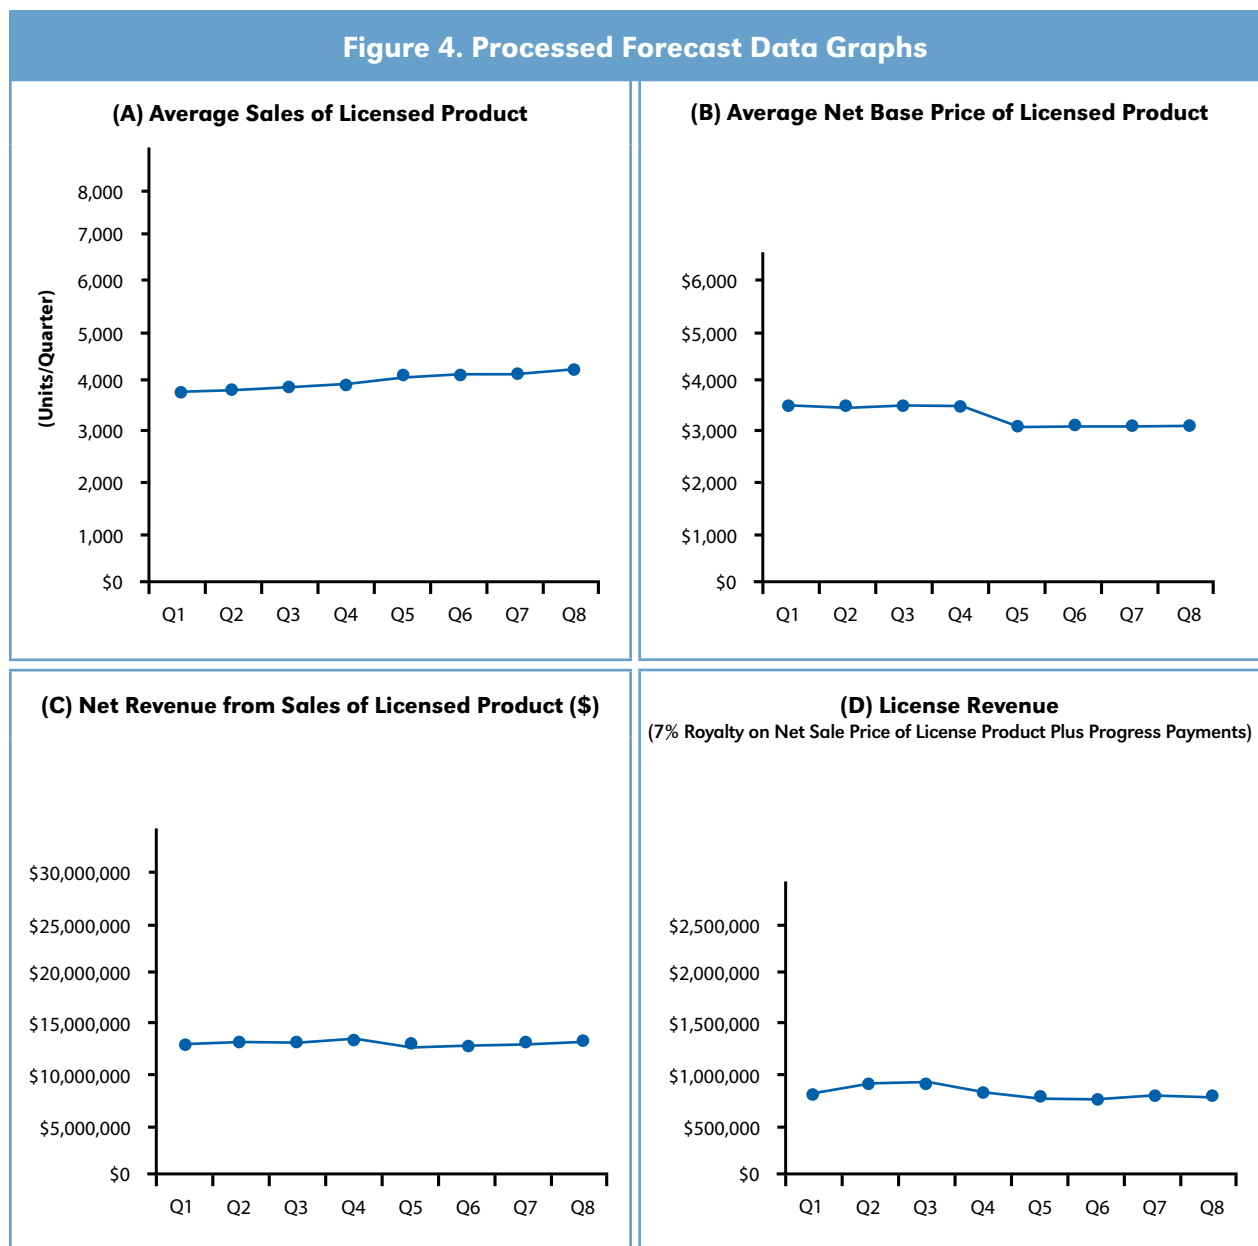 Figure 4. Processed Forecast Data Graphs
(A) Average Sales of Licensed Product
(Units/Quarter)
8,000
7,000
6,000
5,000
4,000
3,000
2,000
1,000
$0
Q1 Q2 Q3 Q4 Q5 Q6 Q7 Q8
(B) Average Net Base Price of Licensed Product
$6,000
$5,000
$4,000
$3,000
$2,000
$1,000
$0
Q1 Q2 Q3 Q4 Q5 Q6 Q7 Q8
(C) Net Revenue from Sales of Licensed Product ($)
$30,000,000
$25,000,000
$20,000,000
$15,000,000
$10,000,000
$5,000,000
$0
Q1 Q2 Q3 Q4 Q5 Q6 Q7 Q8
(D) License Revenue
(7% Royalty on Net Sale Price of License Product Plus Progress Payments)
$2,500,000
$2,000,000
$1,500,000
$1,000,000
$500,000
$0
Q1 Q2 Q3 Q4 Q5 Q6 Q7 Q8